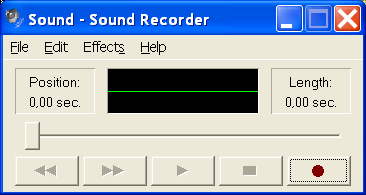 Sound - Sound Recorder
File Edit Effects Help
Position: Length:
0,00 sec. 0,00 sec.